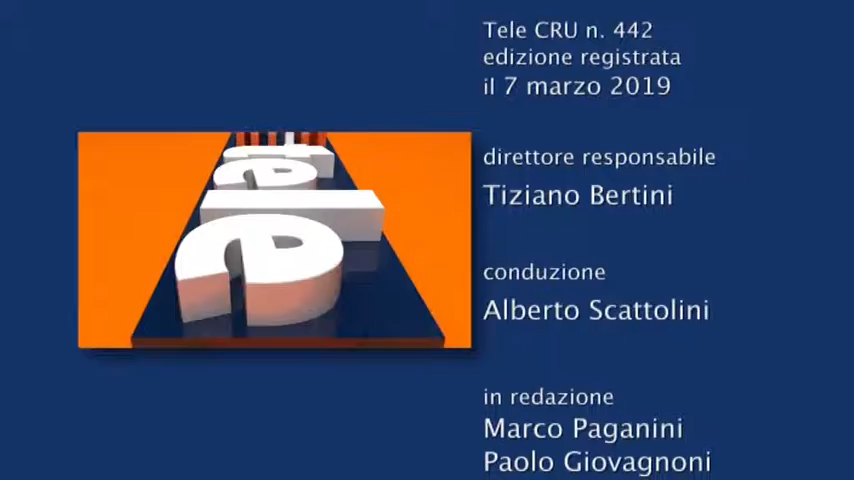 Tele CRU n. 442
edizione registrata
il 7 marzo 2019
tele
direttore responsabile
Tiziano Bertini
conduzione
Alberto Scattolini
in redazione
Marco Paganini
Paolo Giovagnoni